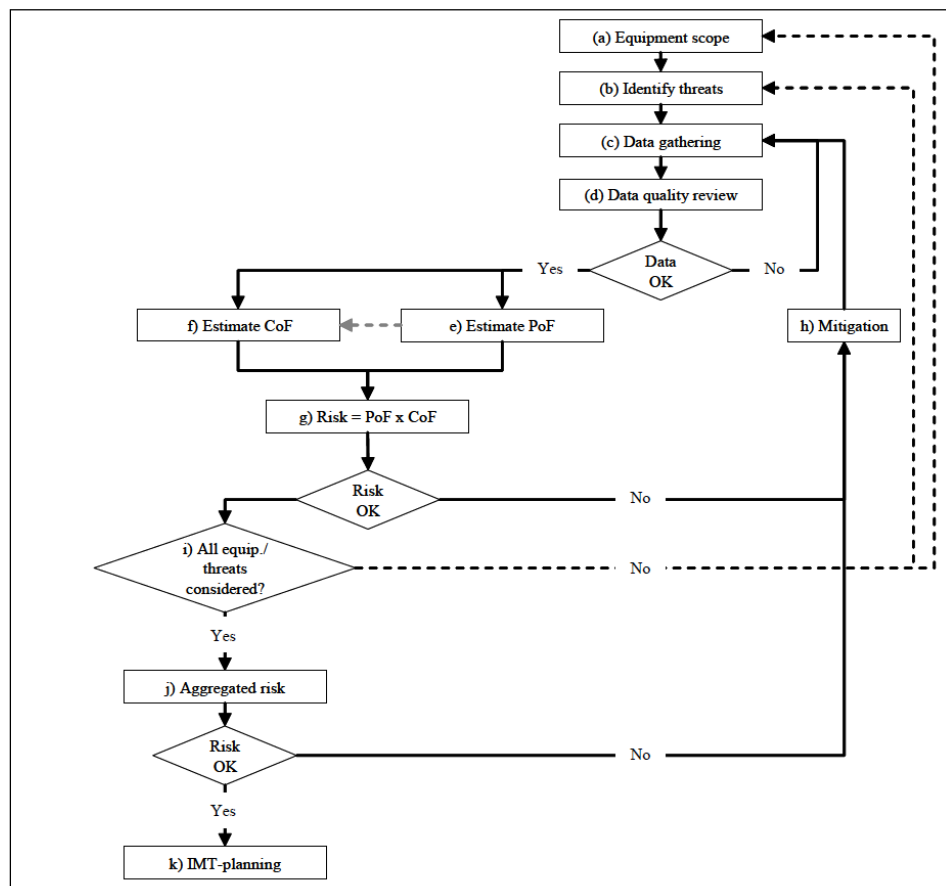 (a) Equipment scope
(b) Identify threats
(c) Data gathering
(d) Data quality review
Data
OK
Yes
No
f) Estimate CoF
e) Estimate PoF
h) Mitigation
g) Risk = PoF x CoF
Risk
OK
No
i) All equip./
threats
considered?
No
Yes
j) Aggregated risk
Risk
OK
No
Yes
k) IMT-planning